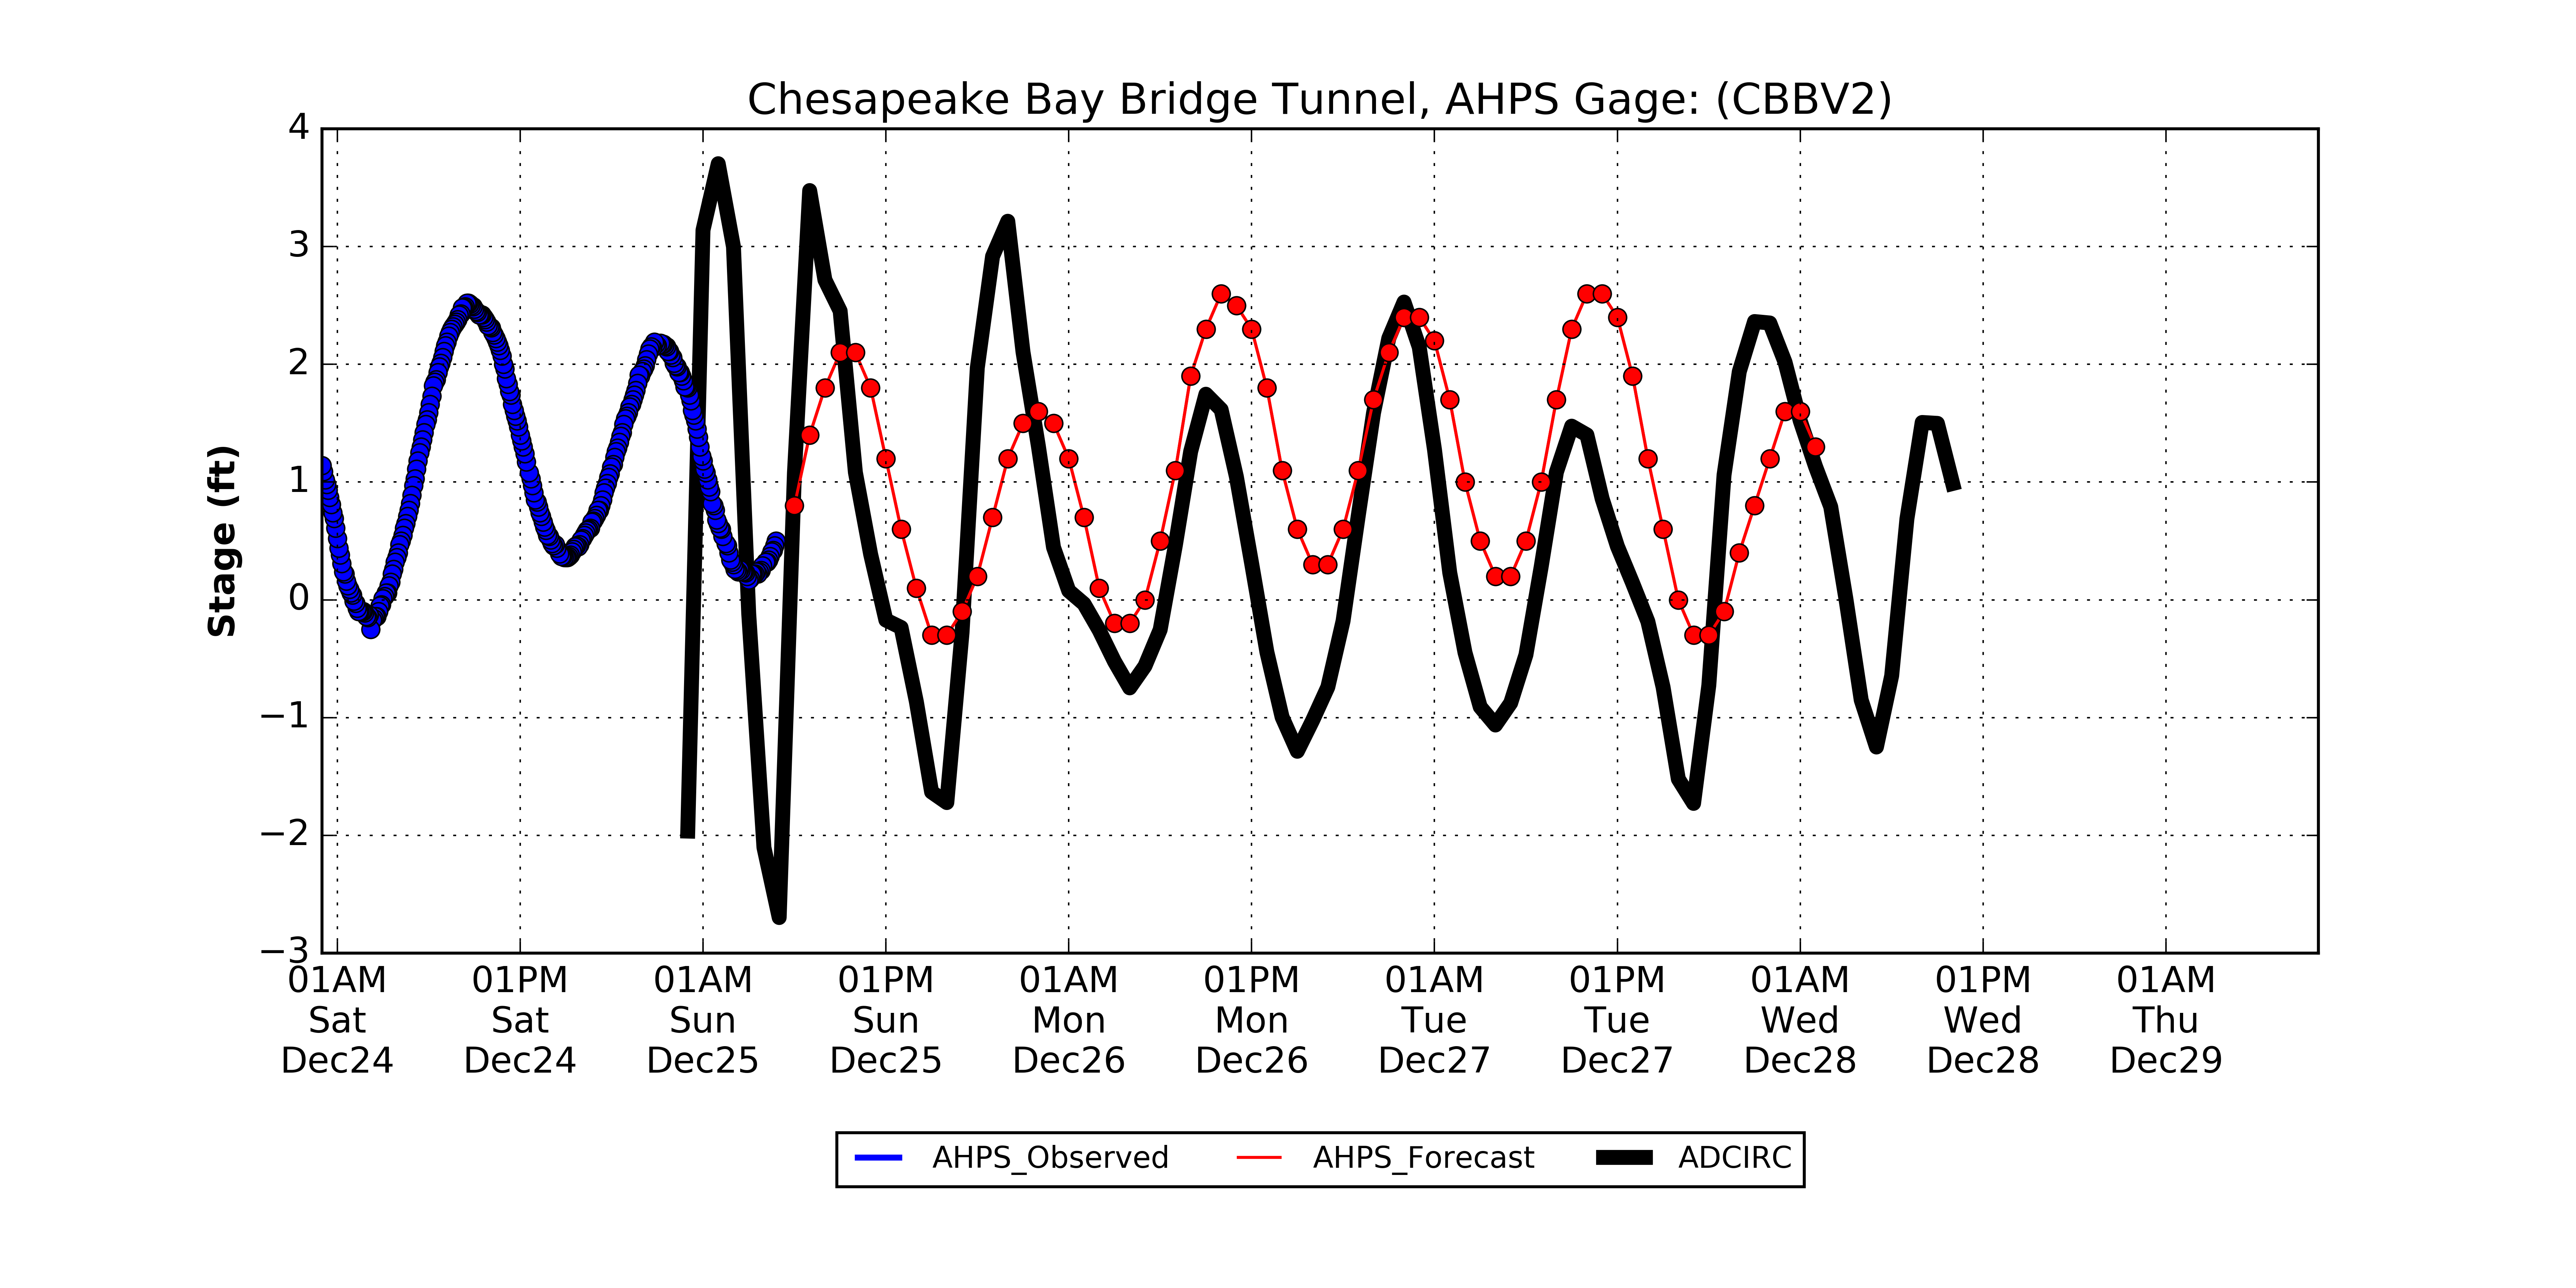 Chesapeake Bay Bridge Tunnel, AHPS Gage: (CBBV2)
4
3
2
1
0
−1
−2
−3
Stage (ft)
01AM 01PM 01AM 01PM 01AM 01PM 01AM 01PM 01AM 01PM 01AM
Sat Sat Sun Sun Mon Mon Tue Tue Wed Wed Thu
Dec24 Dec24 Dec25 Dec25 Dec26 Dec26 Dec27 Dec27 Dec28 Dec28 Dec29
AHPS_Observed AHPS_Forecast ADCIRC